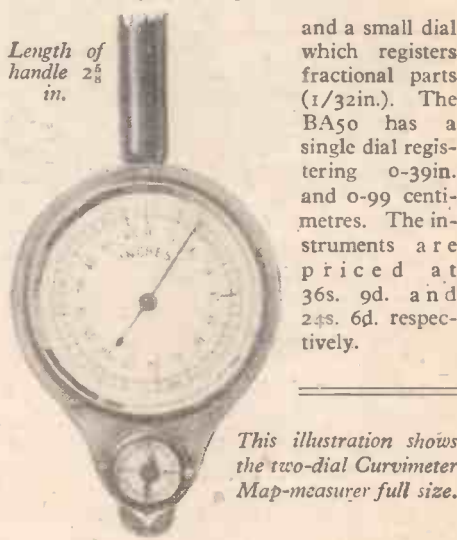 Length of
handle 2⅝
in.
and a small dial
which registers
fractional parts
(1/32in.). The
BA50 has a
single dial regis-
tering 0-39in.
and 0-99 centi-
metres. The in-
struments are
priced at
36s. 9d. and
24s. 6d. respec-
tively.
INCHES
This illustration shows
the two-dial Curvimeter
Map-measurer full size.